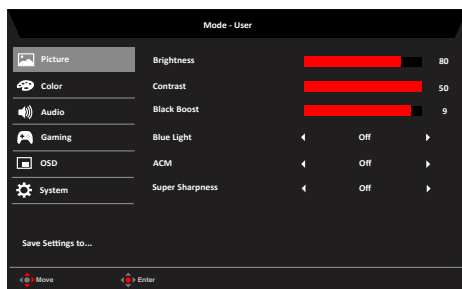 Mode - User
Picture
Brightness 80
Color
Contrast 50
Audio
Black Boost 9
Gaming
Blue Light Off
OSD
ACM Off
System
Super Sharpness Off
Save Settings to...
Move Enter